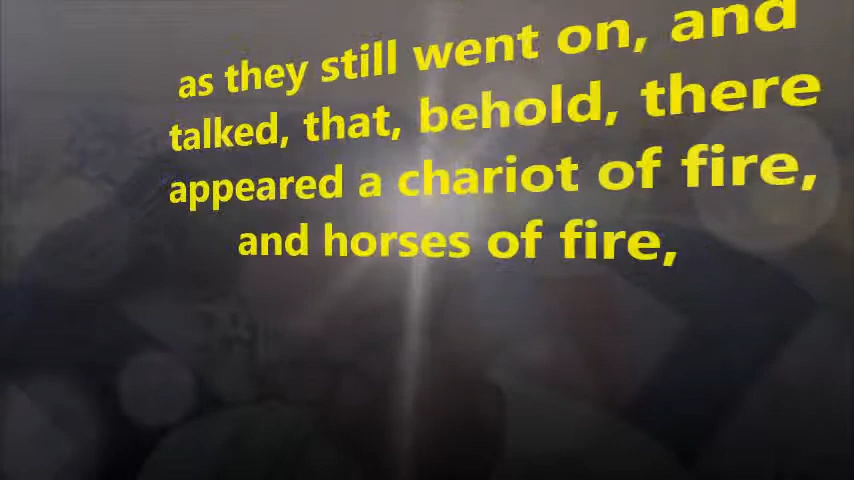 as they still went on, and
talked, that, behold, there
appeared a chariot of fire,
and horses of fire,